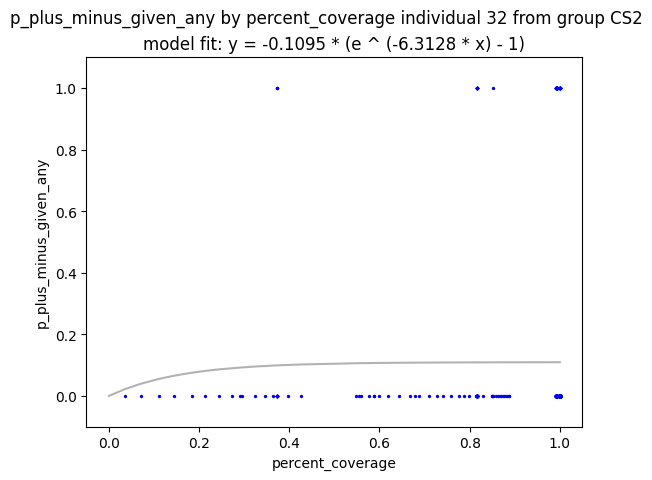 p_plus_minus_given_any by percent_coverage individual 32 from group CS2
model fit: y = -0.1095 * (e ^ (-6.3128 * x) - 1)
1.0
0.8
0.6
0.4
0.2
0.0
p_plus_minus_given_any
0.0 0.2 0.4 0.6 0.8 1.0
percent_coverage